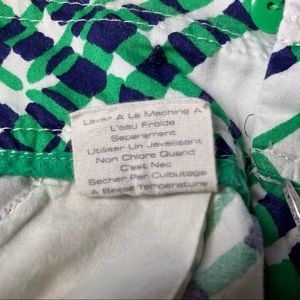 Laver A La Machine A
L'eau Froide
Separement
Utiliser Un Javellisant
Non Chlore Quand
C'est Nec
Secher Par Culbutage
A Basse Temperature